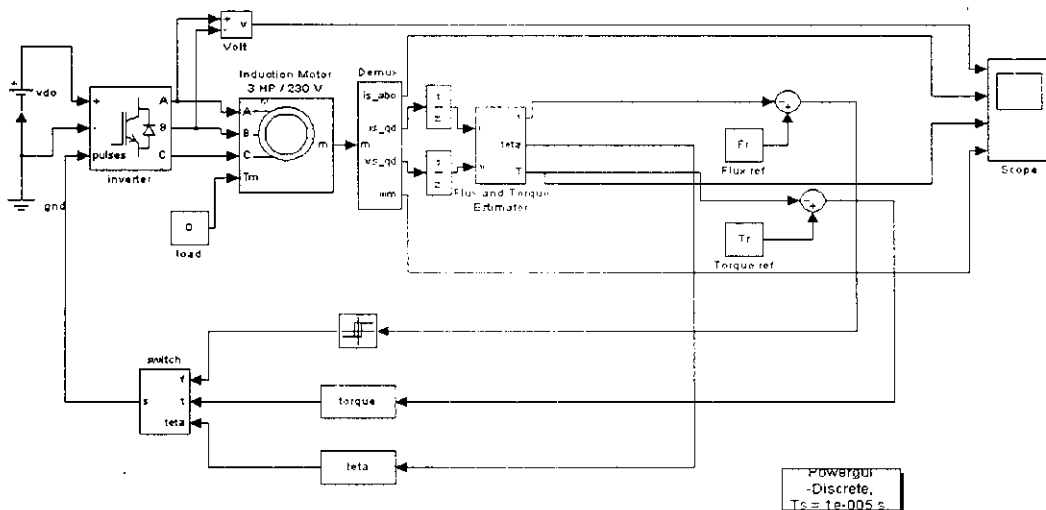 +
-
v
Volt
vdc
gnd
+
-
pulses
A
B
C
inverter
Induction Motor
3 HP / 230 V
A
B
C
Tm
m
0
load
Demux
m
is_abc
is_qd
vs_qd
wm
1
z
1
z
teta
T
Flux and Torque
Estimator
Fr
Flux ref
Tr
Torque ref
Scope
switch
s
f
t
teta
torque
teta
Powergui
-Discrete,
Ts = 1e-005 s.